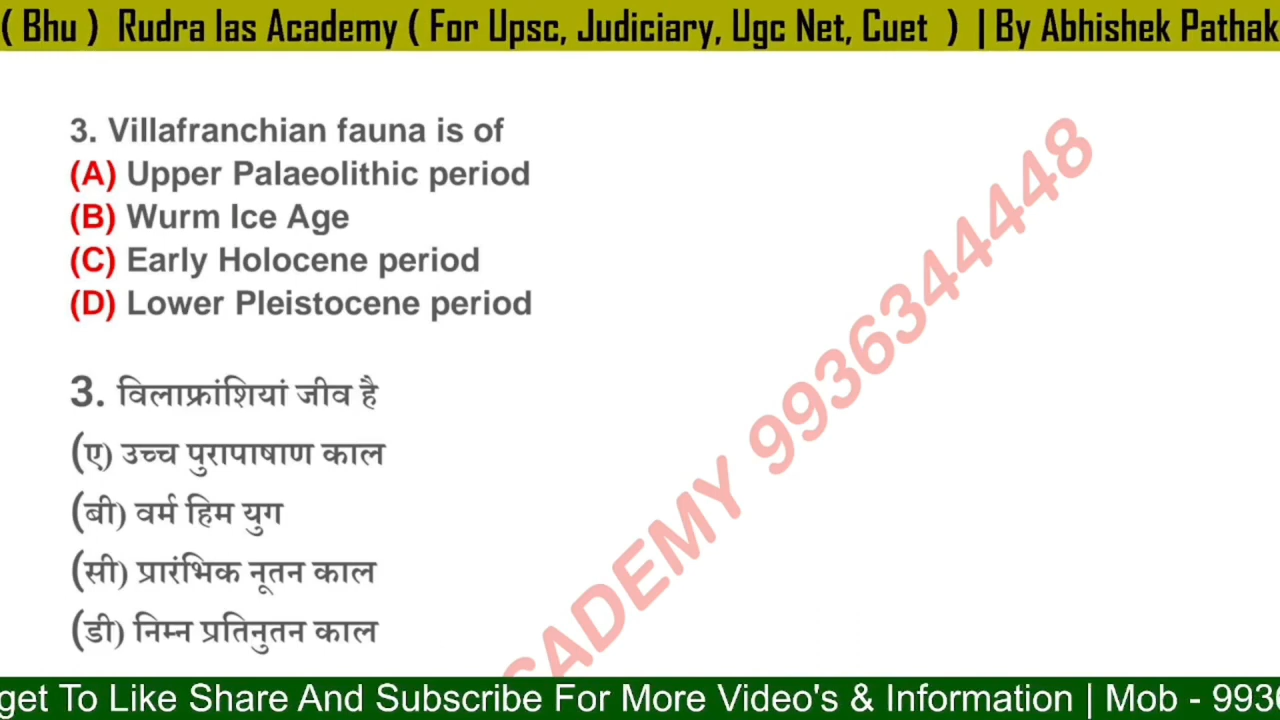 ( Bhu ) Rudra Ias Academy ( For Upsc, Judiciary, Ugc Net, Cuet ) | By Abhishek Pathak
3. Villafranchian fauna is of
(A) Upper Palaeolithic period
(B) Wurm Ice Age
(C) Early Holocene period
(D) Lower Pleistocene period
3. विलाफ्रांशियां जीव है
(ए) उच्च पुरापाषाण काल
(बी) वर्म हिम युग
(सी) प्रारंभिक नूतन काल
(डी) निम्न प्रतिनुतन काल
CADEMY 9936344448
get To Like Share And Subscribe For More Video's & Information | Mob - 993